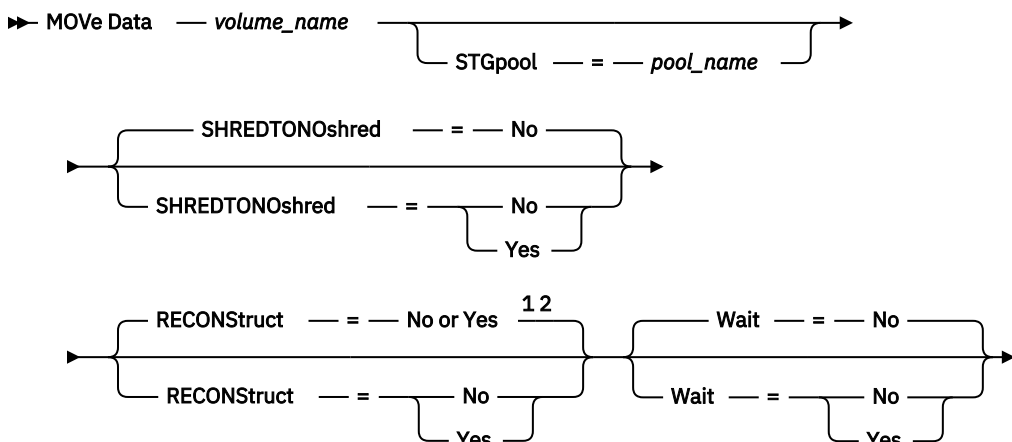 MOVe Data — volume_name
STGpool — = — pool_name
SHREDTONOshred — = — No
SHREDTONOshred — = — No
Yes
RECONStruct — = — No or Yes 1 2 Wait — = — No
RECONStruct — = — No Wait — = — No
Yes Yes